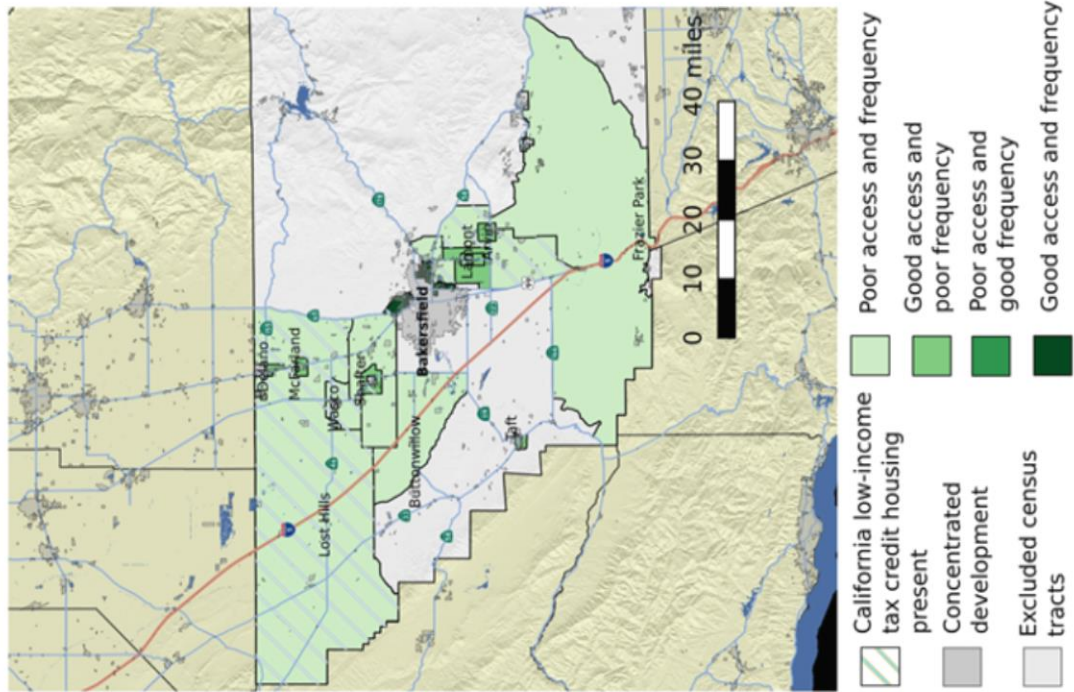 Delano
McFarland
Wasco
Shafter
Lost Hills
Buttonwillow
Bakersfield
Lamont
Arvin
Taft
Frazier Park
0 10 20 30 40 miles
California low-income
tax credit housing
present
Concentrated
development
Excluded census
tracts
Poor access and frequency
Good access and
poor frequency
Poor access and
good frequency
Good access and frequency